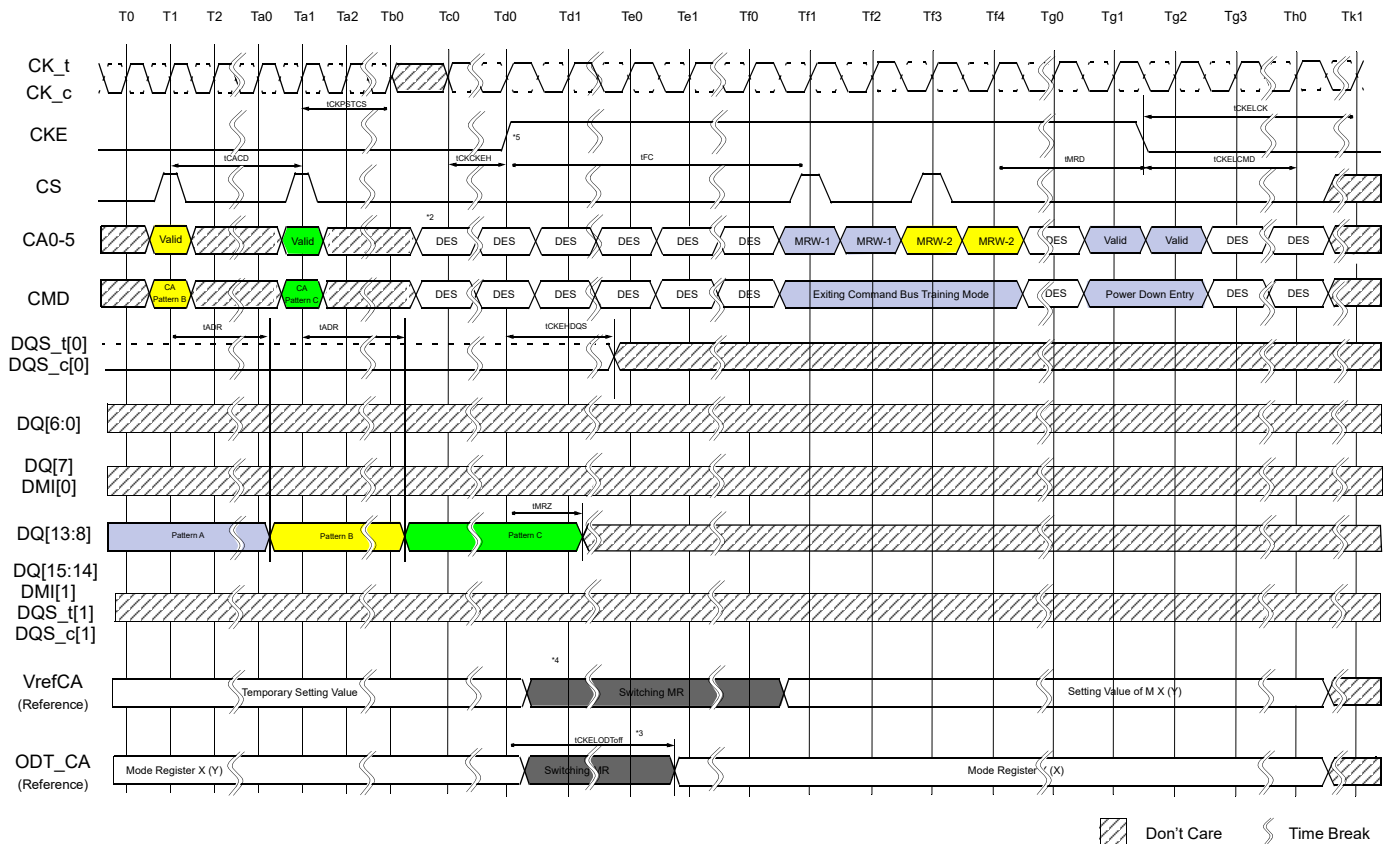 T0 T1 T2 Ta0 Ta1 Ta2 Tb0 Tc0 Td0 Td1 Te0 Te1 Tf0 Tf1 Tf2 Tf3 Tf4 Tg0 Tg1 Tg2 Tg3 Th0 Tk1
CK_t
CK_c
tCKPSTCS tCKELCK
CKE
*5
tCACD tCKCKEH tFC tMRD tCKELCMD
CS
*2
CA0-5 Valid Valid DES DES DES DES DES DES MRW-1 MRW-1 MRW-2 MRW-2 DES Valid Valid DES DES
CMD CA Pattern B CA Pattern C DES DES DES DES DES DES Exiting Command Bus Training Mode DES Power Down Entry DES DES
tADR tADR tCKEHDQS
DQS_t[0]
DQS_c[0]
DQ[6:0]
DQ[7]
DMI[0]
tMRZ
DQ[13:8] Pattern A Pattern B Pattern C
DQ[15:14]
DMI[1]
DQS_t[1]
DQS_c[1]
*4
VrefCA
(Reference)
Temporary Setting Value Switching MR Setting Value of M X (Y)
tCKELODToff *3
ODT_CA
(Reference)
Mode Register X (Y) Switching MR Mode Register (X)
Don't Care Time Break